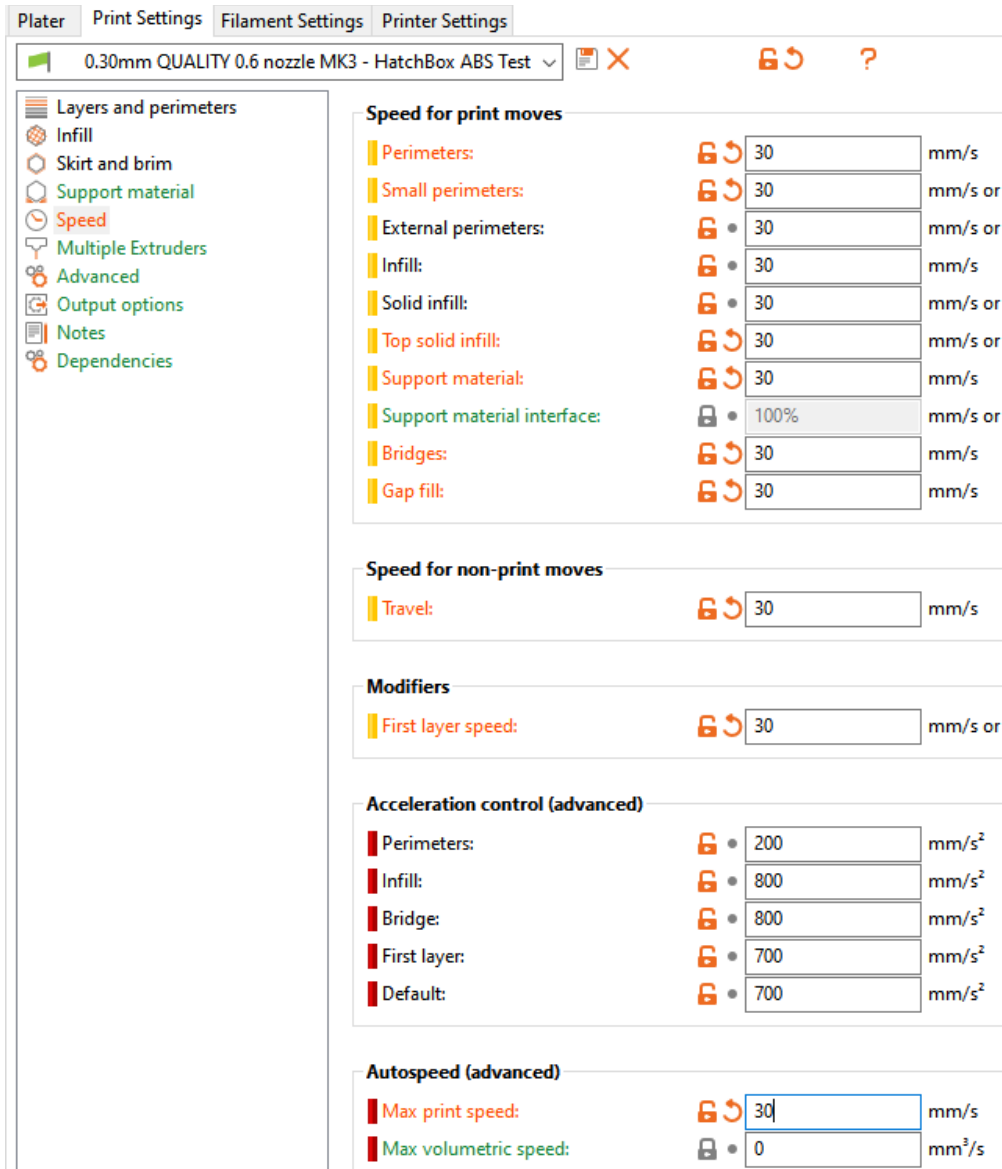 Plater Print Settings Filament Settings Printer Settings
0.30mm QUALITY 0.6 nozzle MK3 - HatchBox ABS Test ?
Layers and perimeters
Infill
Skirt and brim
Support material
Speed
Multiple Extruders
Advanced
Output options
Notes
Dependencies
Speed for print moves
Perimeters: 30 mm/s
Small perimeters: 30 mm/s or
External perimeters: 30 mm/s or
Infill: 30 mm/s
Solid infill: 30 mm/s or
Top solid infill: 30 mm/s or
Support material: 30 mm/s
Support material interface: 100% mm/s or
Bridges: 30 mm/s
Gap fill: 30 mm/s
Speed for non-print moves
Travel: 30 mm/s
Modifiers
First layer speed: 30 mm/s or
Acceleration control (advanced)
Perimeters: 200 mm/s²
Infill: 800 mm/s²
Bridge: 800 mm/s²
First layer: 700 mm/s²
Default: 700 mm/s²
Autospeed (advanced)
Max print speed: 30 mm/s
Max volumetric speed: 0 mm³/s